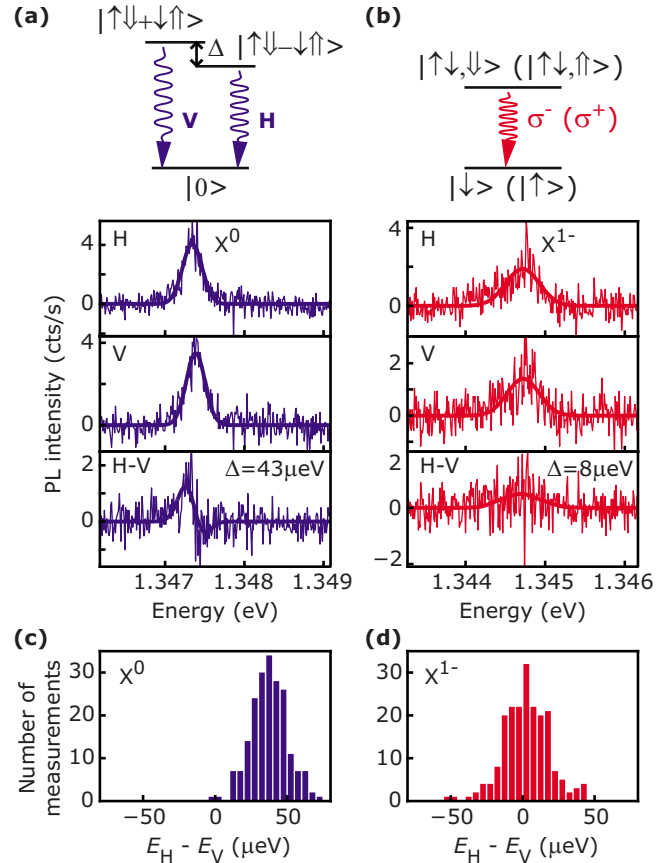 (a)
|↑⇓+↓⇑>
Δ
|↑⇓−↓⇑>
V
H
|0>
(b)
|↑↓,⇓> (|↑↓,⇑>)
σ⁻ (σ⁺)
|↓> (|↑>)
PL intensity (cts/s)
H
X⁰
4
0
V
4
0
H-V
Δ=43μeV
2
0
1.347
1.348
1.349
Energy (eV)
H
X¹⁻
4
2
0
V
2
0
H-V
Δ=8μeV
2
0
−2
1.344
1.345
1.346
Energy (eV)
(c)
Number of
measurements
X⁰
30
20
10
0
−50
0
50
E_H - E_V (μeV)
(d)
X¹⁻
40
30
20
10
0
−50
0
50
E_H - E_V (μeV)